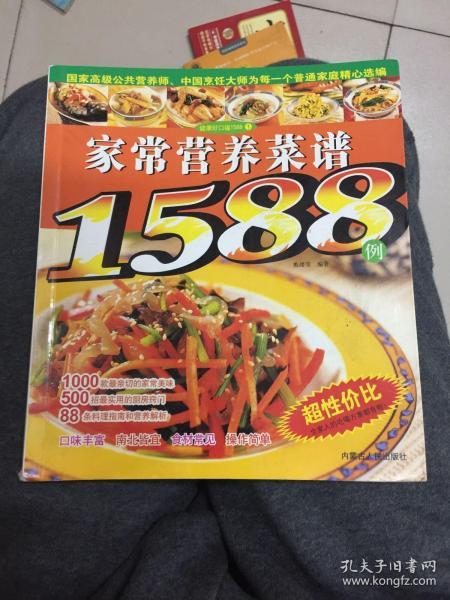 国家高级公共营养师、中国烹饪大师为每一个普通家庭精心选编
健康好口福1588 1
家常营养菜谱
1588
例
编著
1000款最亲切的家常美味
500招最实用的厨房窍门
88条料理指南和营养解析
口味丰富 南北皆宜 食材常见 操作简单
超性价比
内蒙古人民出版社
孔夫子旧书网
www.kongfz.com